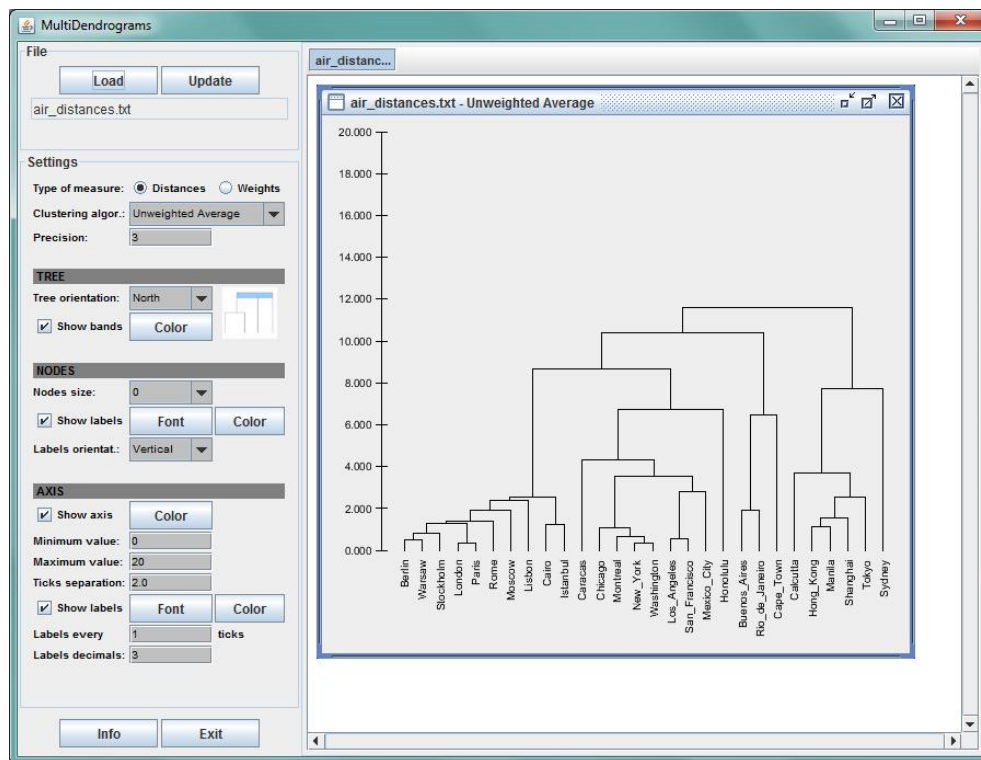 MultiDendrograms
File
Load Update
air_distances.txt
Settings
Type of measure: Distances Weights
Clustering algor.: Unweighted Average
Precision: 3
TREE
Tree orientation: North
Show bands Color
NODES
Nodes size: 0
Show labels Font Color
Labels orientat.: Vertical
AXIS
Show axis Color
Minimum value: 0
Maximum value: 20
Ticks separation: 2.0
Show labels Font Color
Labels every 1 ticks
Labels decimals: 3
Info Exit
air_distanc...
air_distances.txt - Unweighted Average
20.000
18.000
16.000
14.000
12.000
10.000
8.000
6.000
4.000
2.000
0.000
Berlin
Warsaw
Stockholm
London
Paris
Rome
Moscow
Lisbon
Cairo
Istanbul
Caracas
Chicago
Montreal
New_York
Washington
Los_Angeles
San_Francisco
Mexico_City
Honolulu
Buenos_Aires
Rio_de_Janeiro
Cape_Town
Calcutta
Hong_Kong
Manila
Shanghai
Tokyo
Sydney